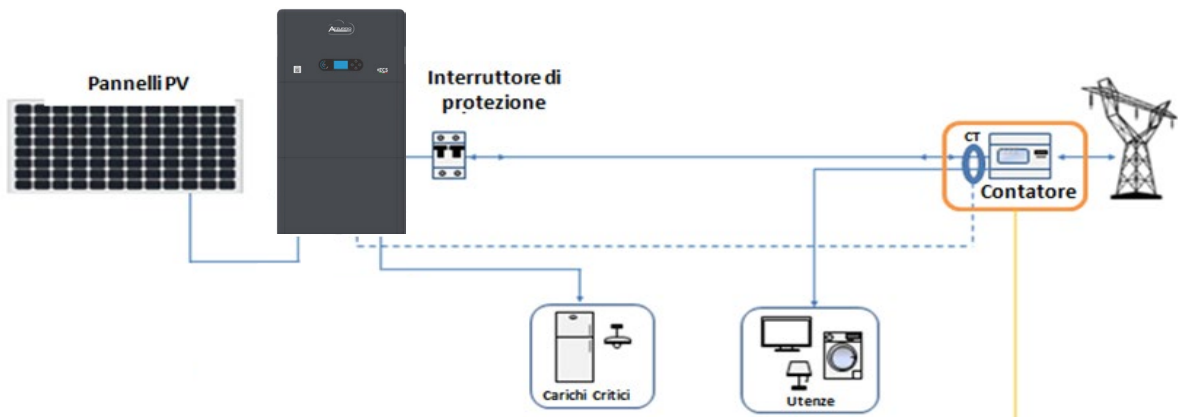 Pannelli PV
Interruttore di
protezione
CT
Contatore
Carichi Critici
Utenze